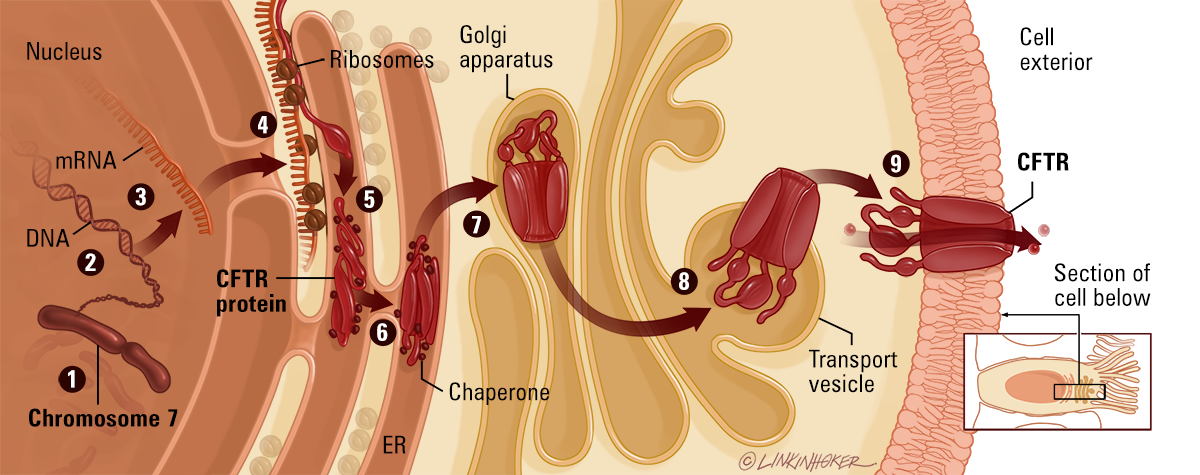 Nucleus
mRNA
DNA
1
2
3
4
5
6
7
8
9
Chromosome 7
Ribosomes
CFTR
protein
Chaperone
ER
Golgi
apparatus
Transport
vesicle
Cell
exterior
CFTR
Section of
cell below
© LINKINHOKER